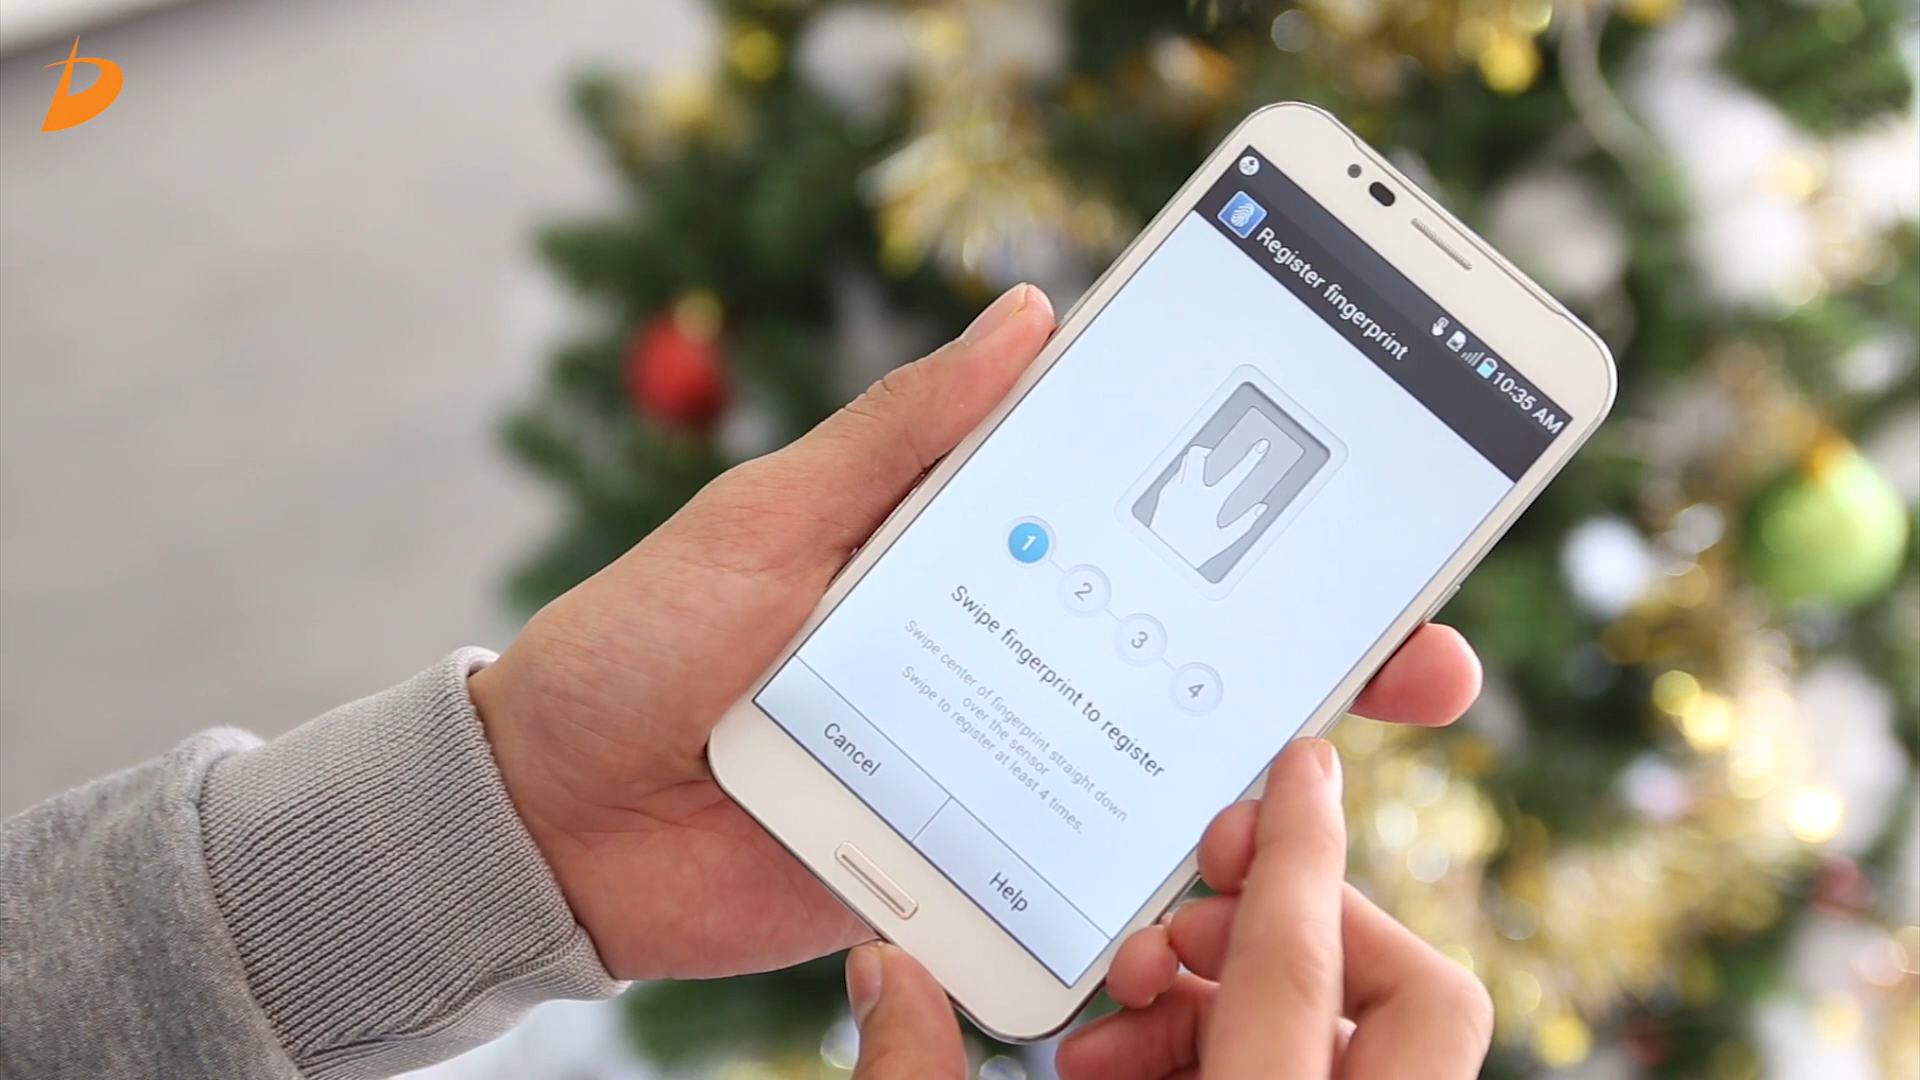 10:35 AM
Register fingerprint
1
2
3
4
Swipe fingerprint to register
Swipe center of fingerprint straight down
over the sensor
Swipe to register at least 4 times.
Cancel
Help